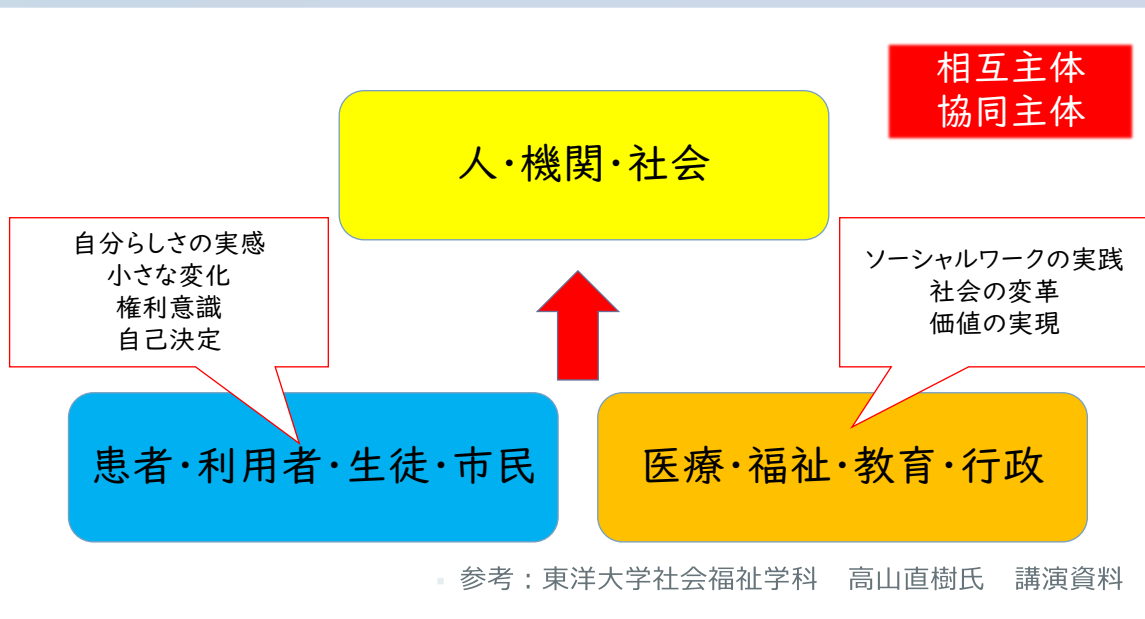 相互主体
協同主体
人・機関・社会
自分らしさの実感
小さな変化
権利意識
自己決定
ソーシャルワークの実践
社会の変革
価値の実現
患者・利用者・生徒・市民
医療・福祉・教育・行政
参考：東洋大学社会福祉学科　高山直樹氏　講演資料